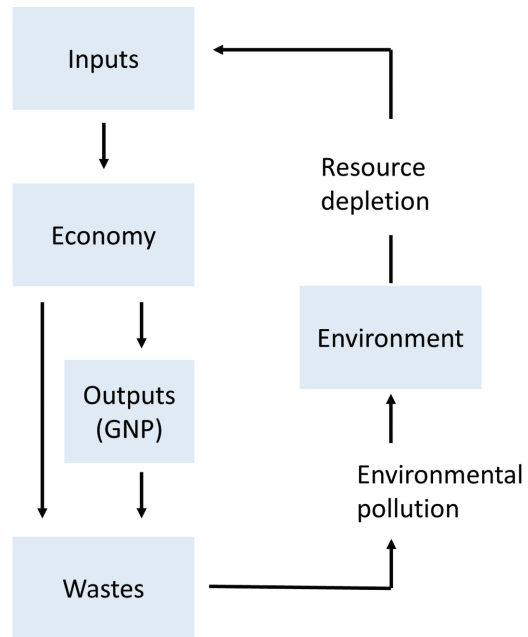 Inputs
Resource
depletion
Economy
Environment
Outputs
(GNP)
Environmental
pollution
Wastes